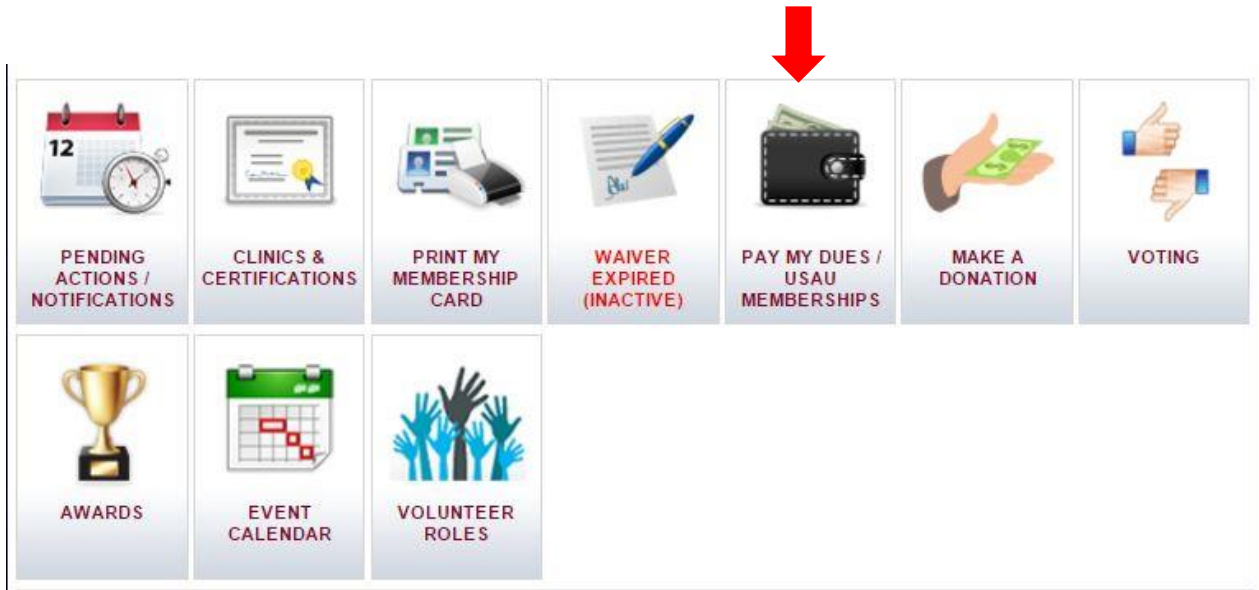 12
PENDING
ACTIONS /
NOTIFICATIONS
CLINICS &
CERTIFICATIONS
PRINT MY
MEMBERSHIP
CARD
WAIVER
EXPIRED
(INACTIVE)
PAY MY DUES /
USAU
MEMBERSHIPS
MAKE A
DONATION
VOTING
AWARDS
EVENT
CALENDAR
VOLUNTEER
ROLES